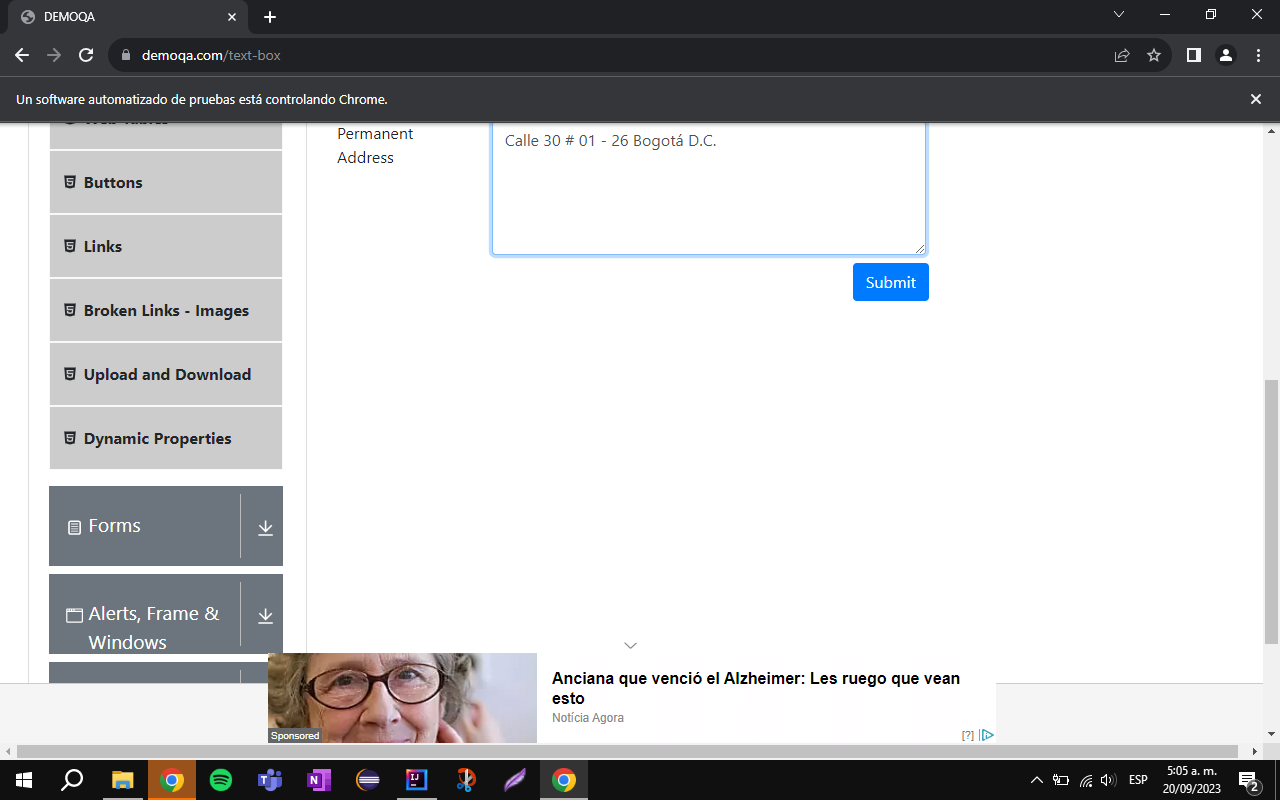 DEMOQA
demoqa.com/text-box
Un software automatizado de pruebas está controlando Chrome.
Web Tables
Buttons
Links
Broken Links - Images
Upload and Download
Dynamic Properties
Forms
Alerts, Frame &
Windows
Permanent
Address
Calle 30 # 01 - 26 Bogotá D.C.
Submit
Sponsored
Anciana que venció el Alzheimer: Les ruego que vean
esto
Notícia Agora
[?]
ESP
5:05 a. m.
20/09/2023
2